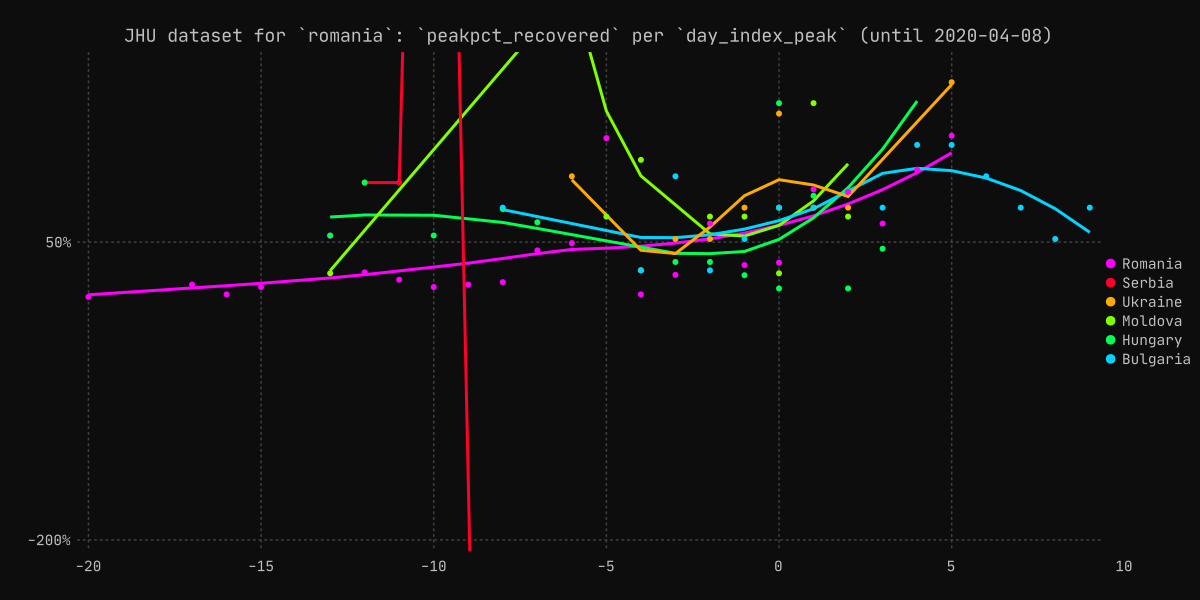 JHU dataset for `romania`: `peakpct_recovered` per `day_index_peak` (until 2020-04-08)
50%
-200%
-20
-15
-10
-5
0
5
10
Romania
Serbia
Ukraine
Moldova
Hungary
Bulgaria